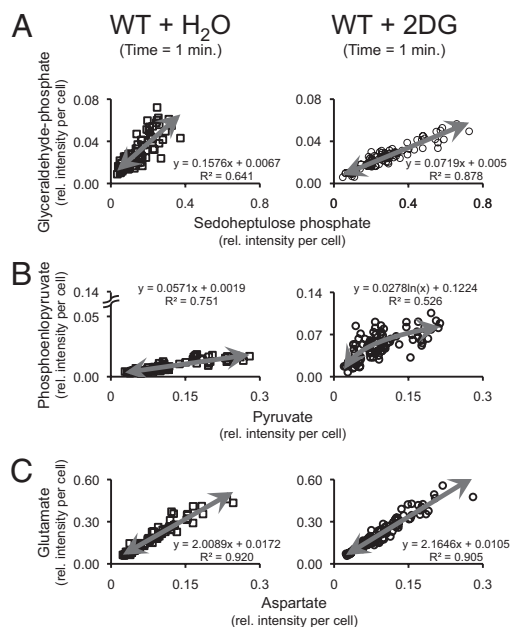 A
WT + H₂O
(Time = 1 min.)
WT + 2DG
(Time = 1 min.)
Glyceraldehyde-phosphate
(rel. intensity per cell)
0.08
0.04
0.00
0
0.4
0.8
y = 0.1576x + 0.0067
R² = 0.641
0.08
0.04
0.00
0
0.4
0.8
y = 0.0719x + 0.005
R² = 0.878
Sedoheptulose phosphate
(rel. intensity per cell)
B
Phosphoenlopyruvate
(rel. intensity per cell)
0.14
0.05
0.00
0
0.15
0.3
y = 0.0571x + 0.0019
R² = 0.751
0.14
0.07
0.00
0
0.15
0.3
y = 0.0278ln(x) + 0.1224
R² = 0.526
Pyruvate
(rel. intensity per cell)
C
Glutamate
(rel. intensity per cell)
0.60
0.30
0.00
0
0.15
0.3
y = 2.0089x + 0.0172
R² = 0.920
0.60
0.30
0.00
0
0.15
0.3
y = 2.1646x + 0.0105
R² = 0.905
Aspartate
(rel. intensity per cell)